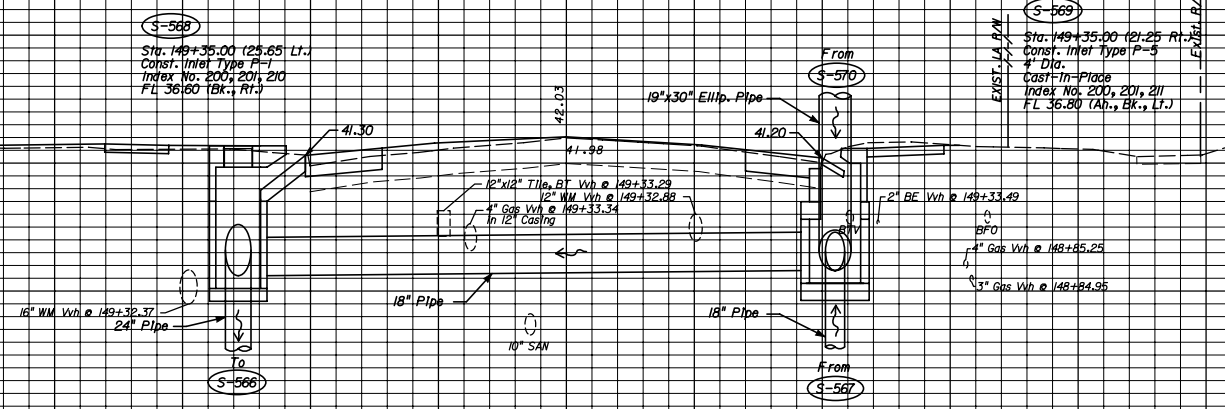 S-568
Sta. 149+35.00 (25.65 Lt.)
Const. Inlet Type P-1
Index No. 200, 201, 210
FL 36.60 (Bk., Rt.)
S-569
Sta. 149+35.00 (21.25 Rt.)
Const. Inlet Type P-5
4' Dia.
Cast-in-Place
Index No. 200, 201, 211
FL 36.80 (Ah., Bk., Lt.)
EXIST. LA R/W
Exist. R/
From
S-570
19"x30" Ellip. Pipe
42.03
41.30
41.20
41.98
12"x12" Tile, BT Vvh @ 149+33.29
12" WM Vvh @ 149+32.88
4" Gas Vvh @ 149+33.34
In 12" Casing
2" BE Vvh @ 149+33.49
BTV
BFO
4" Gas Vvh @ 148+85.25
3" Gas Vvh @ 148+84.95
16" WM Vvh @ 149+32.37
24" Pipe
18" Pipe
18" Pipe
10" SAN
To
S-566
From
S-567